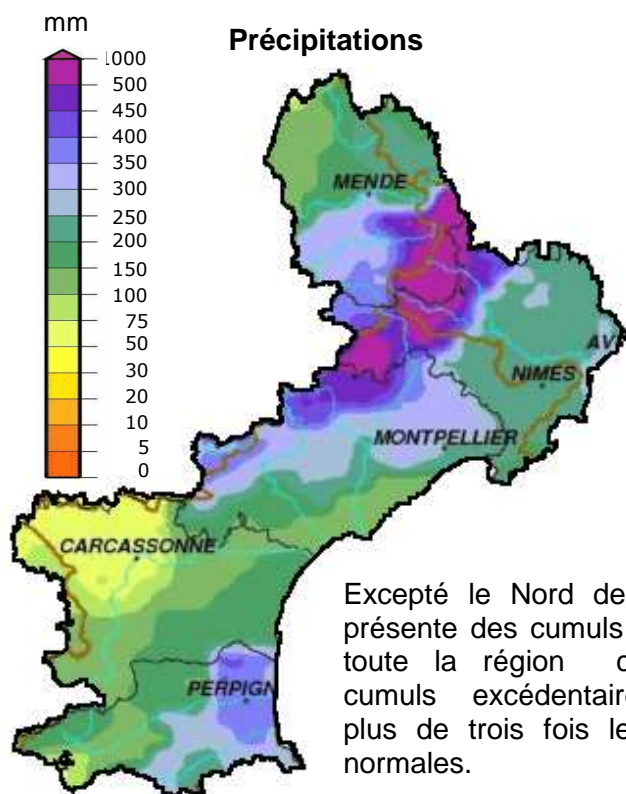 mm
Précipitations
1000
500
450
400
350
300
250
200
150
100
75
50
30
20
10
5
0
MENDE
AV
NIMES
MONTPELLIER
CARCASSONNE
PERPIGN
Excepté le Nord de
présente des cumuls
toute la région
cumuls excédentaire
plus de trois fois le
normales.